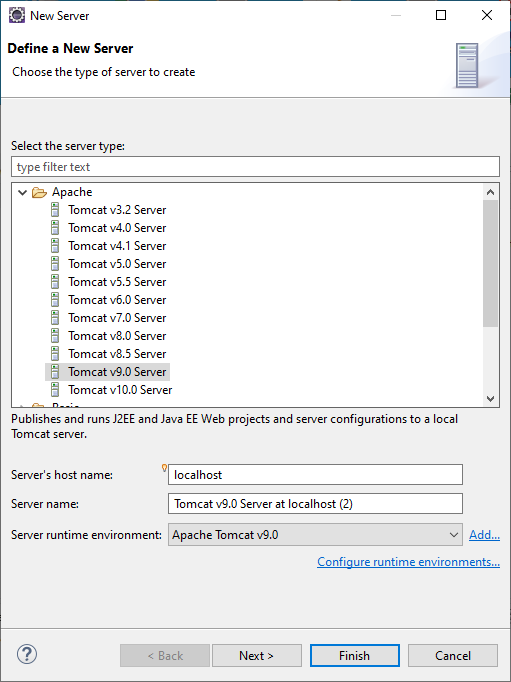 New Server
Define a New Server
Choose the type of server to create
Select the server type:
type filter text
Apache
Tomcat v3.2 Server
Tomcat v4.0 Server
Tomcat v4.1 Server
Tomcat v5.0 Server
Tomcat v5.5 Server
Tomcat v6.0 Server
Tomcat v7.0 Server
Tomcat v8.0 Server
Tomcat v8.5 Server
Tomcat v9.0 Server
Tomcat v10.0 Server
Basic
Publishes and runs J2EE and Java EE Web projects and server configurations to a local
Tomcat server.
Server's host name: localhost
Server name: Tomcat v9.0 Server at localhost (2)
Server runtime environment: Apache Tomcat v9.0 Add...
Configure runtime environments...
? < Back Next > Finish Cancel